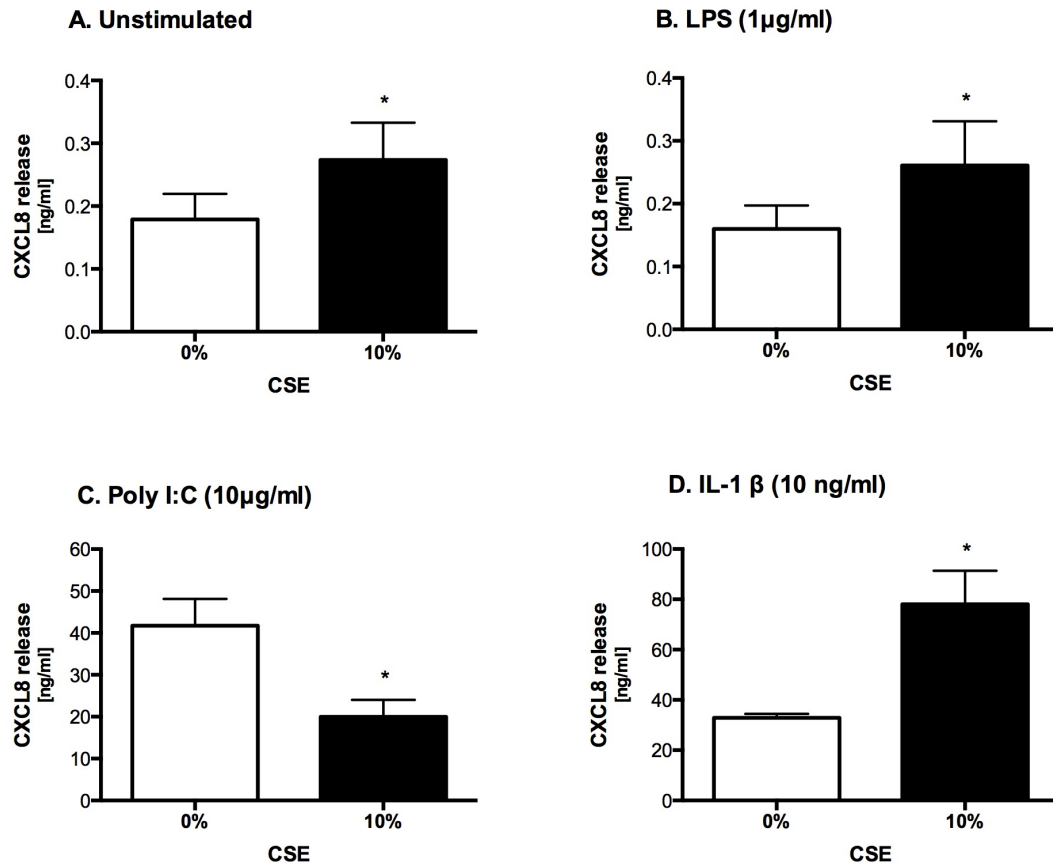 A. Unstimulated
CXCL8 release
[ng/ml]
0.4
0.3
0.2
0.1
0.0
*
0%
10%
CSE
B. LPS (1µg/ml)
CXCL8 release
[ng/ml]
0.4
0.3
0.2
0.1
0.0
*
0%
10%
CSE
C. Poly I:C (10µg/ml)
CXCL8 release
[ng/ml]
60
50
40
30
20
10
0
*
0%
10%
CSE
D. IL-1 β (10 ng/ml)
CXCL8 release
[ng/ml]
100
80
60
40
20
0
*
0%
10%
CSE